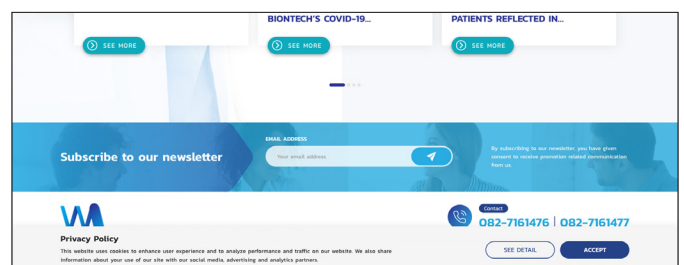 BIONTECH'S COVID-19...
PATIENTS REFLECTED IN...
SEE MORE
SEE MORE
SEE MORE
Subscribe to our newsletter
EMAIL ADDRESS
Your email address
By subscribing to our newsletter, you have given
consent to receive promotion related communication
from us.
Contact
082-7161476 | 082-7161477
Privacy Policy
This website uses cookies to enhance user experience and to analyze performance and traffic on our website. We also share
information about your use of our site with our social media, advertising and analytics partners.
SEE DETAIL
ACCEPT